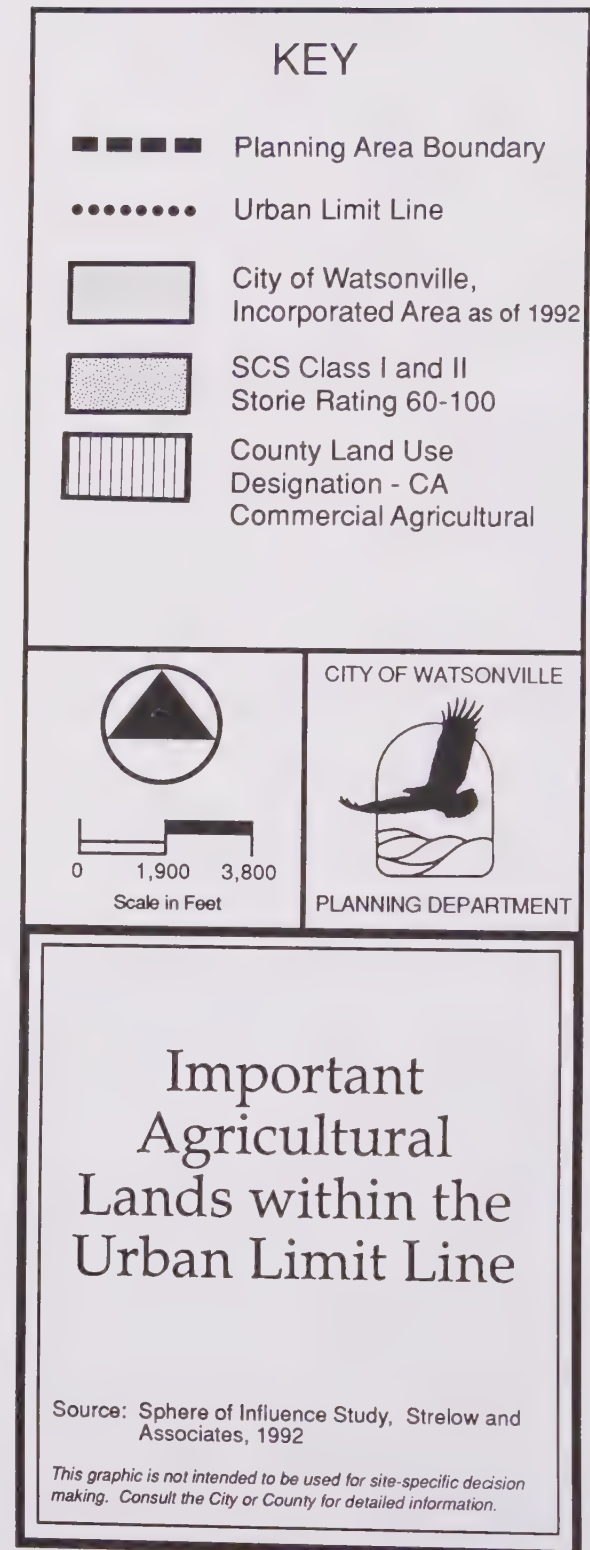 KEY
Planning Area Boundary
Urban Limit Line
City of Watsonville,
Incorporated Area as of 1992
SCS Class I and II
Storie Rating 60-100
County Land Use
Designation - CA
Commercial Agricultural
0 1,900 3,800
Scale in Feet
CITY OF WATSONVILLE
PLANNING DEPARTMENT
Important
Agricultural
Lands within the
Urban Limit Line
Source: Sphere of Influence Study, Strelow and
Associates, 1992
This graphic is not intended to be used for site-specific decision
making. Consult the City or County for detailed information.